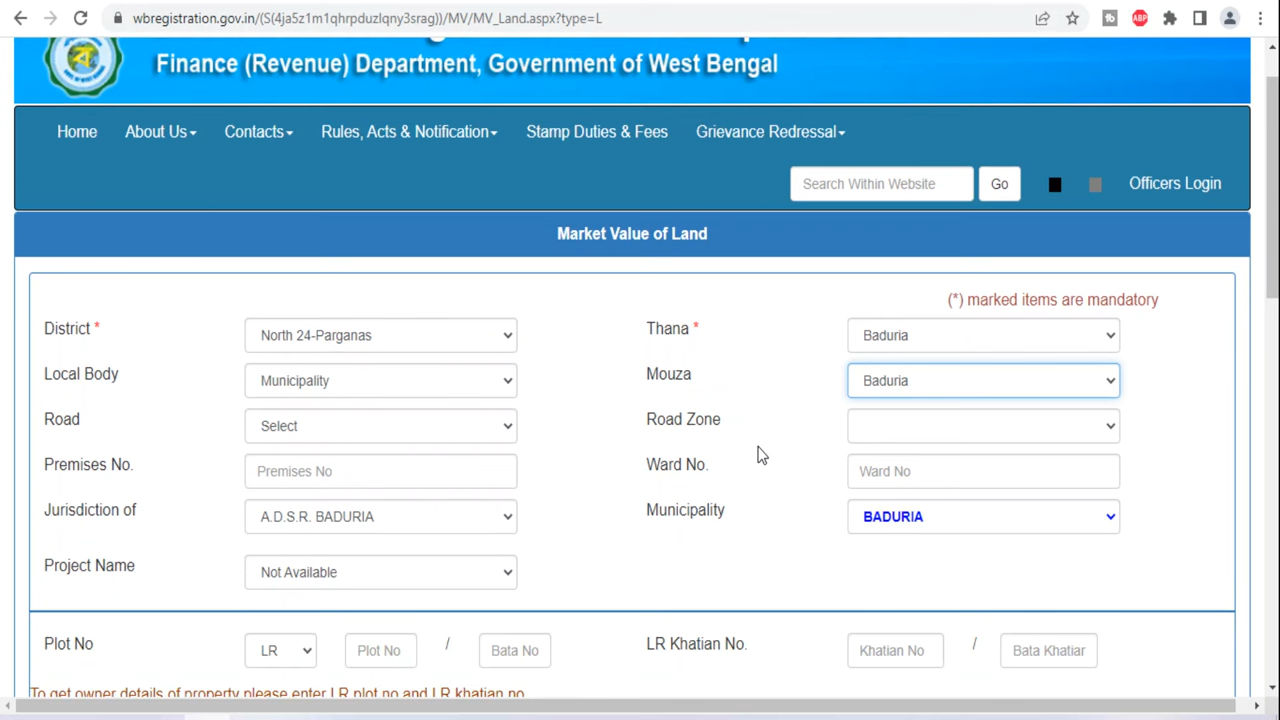 wbregistration.gov.in/(S(4ja5z1m1qhrpduzlqny3srag))/MV/MV_Land.aspx?type=L
ABP
Finance (Revenue) Department, Government of West Bengal
Home About Us Contacts Rules, Acts & Notification Stamp Duties & Fees Grievance Redressal
Search Within Website Go Officers Login
Market Value of Land
(*) marked items are mandatory
District * North 24-Parganas Thana * Baduria
Local Body Municipality Mouza Baduria
Road Select Road Zone
Premises No. Premises No Ward No. Ward No
Jurisdiction of A.D.S.R. BADURIA Municipality BADURIA
Project Name Not Available
Plot No LR Plot No / Bata No LR Khatian No. Khatian No / Bata Khatiar
To get owner details of property please enter LR plot no and LR khatian no